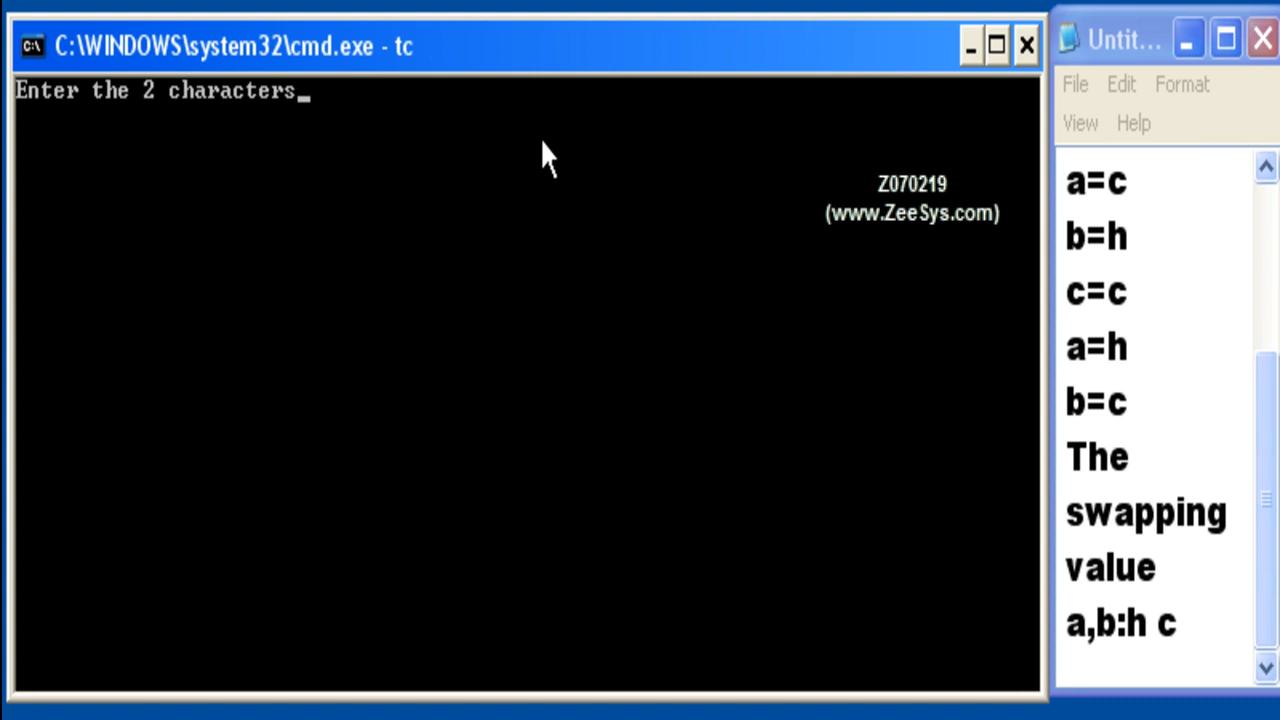 C:\WINDOWS\system32\cmd.exe - tc
Enter the 2 characters_
Z070219
(www.ZeeSys.com)
Untit...
File Edit Format
View Help
a=c
b=h
c=c
a=h
b=c
The
swapping
value
a,b:h c